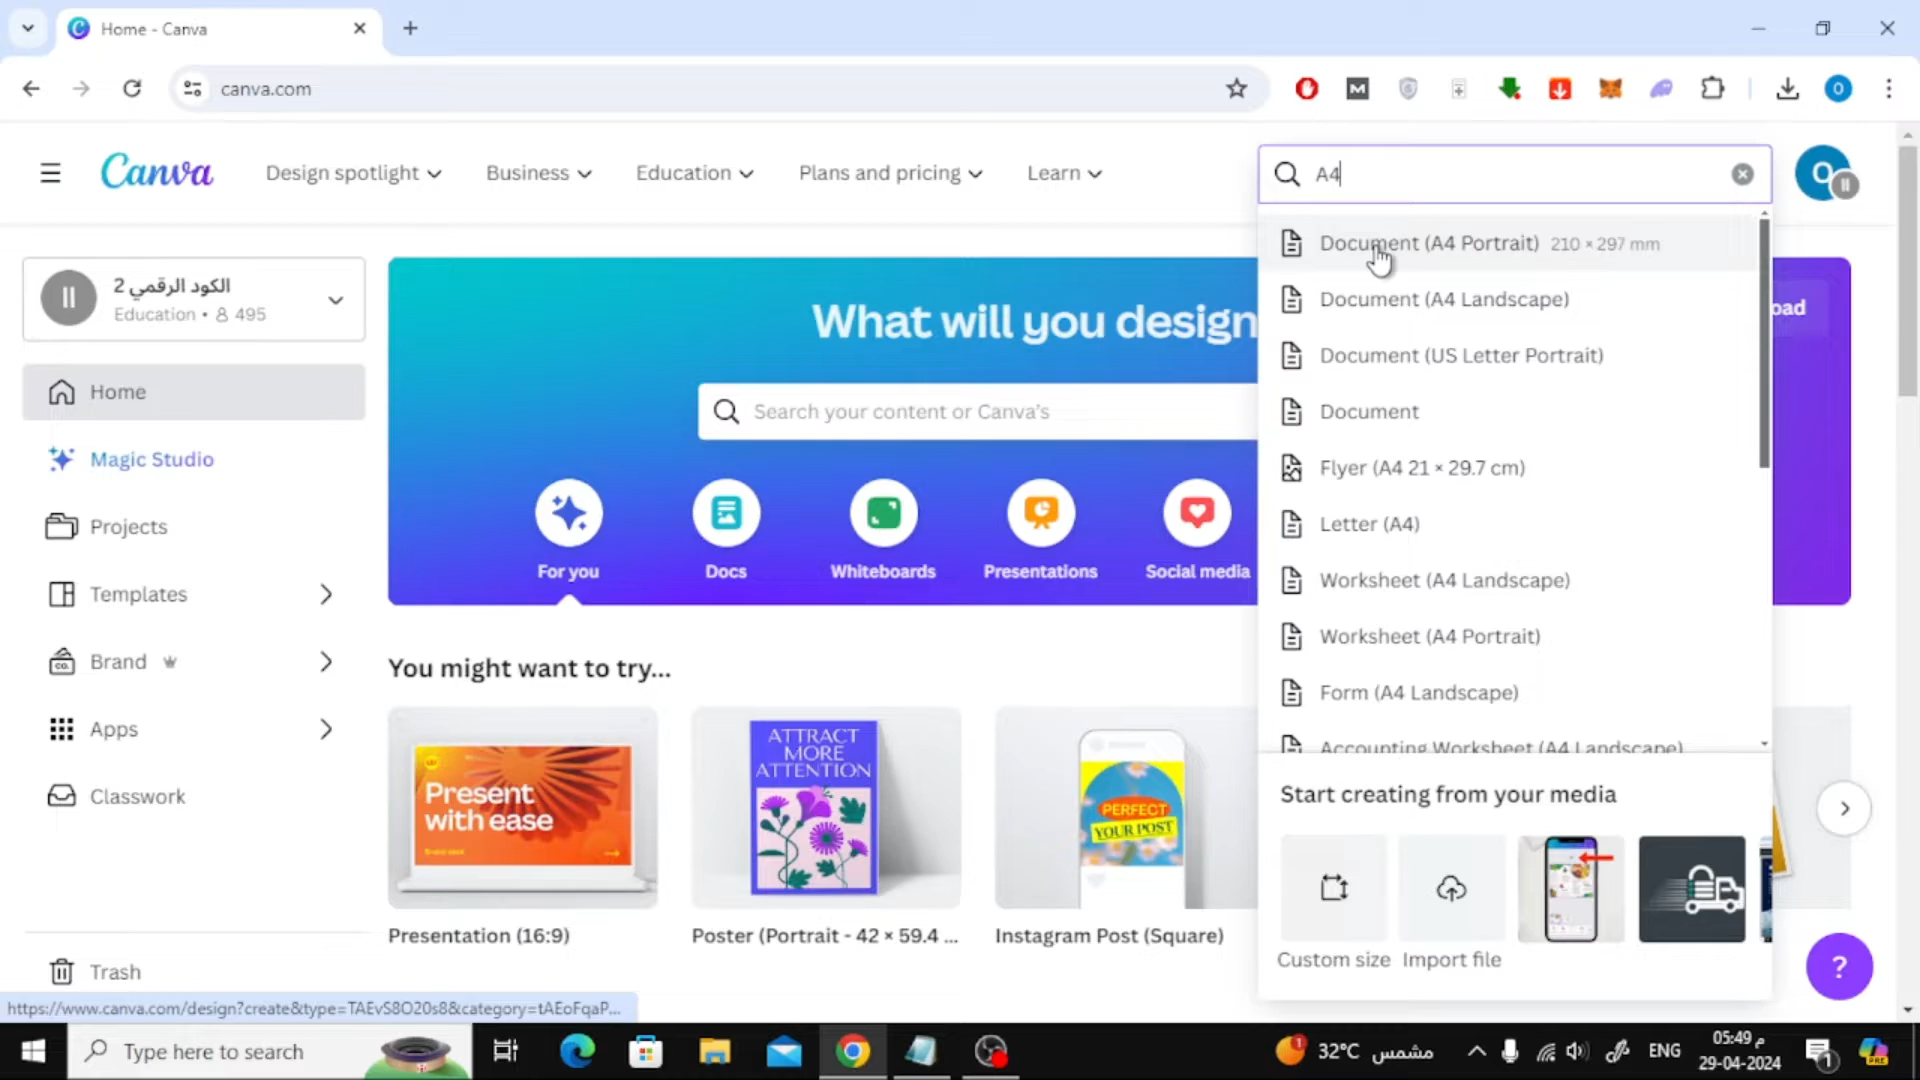 Home - Canva
canva.com
Canva
Design spotlight
Business
Education
Plans and pricing
Learn
A4
O
Document (A4 Portrait) 210 × 297 mm
Document (A4 Landscape)
Document (US Letter Portrait)
Document
Flyer (A4 21 × 29.7 cm)
Letter (A4)
Worksheet (A4 Landscape)
Worksheet (A4 Portrait)
Form (A4 Landscape)
Accounting Worksheet (A4 Landscape)
Start creating from your media
Custom size
Import file
الكود الرقمي 2
Education • 495
Home
Magic Studio
Projects
Templates
Brand
Apps
Classwork
Trash
What will you design
Search your content or Canva's
For you
Docs
Whiteboards
Presentations
Social media
You might want to try...
Present
with ease
ATTRACT
MORE
ATTENTION
PERFECT
YOUR POST
Presentation (16:9)
Poster (Portrait - 42 × 59.4 ...
Instagram Post (Square)
?
https://www.canva.com/design?create&type=TAEvS8O20s8&category=tAEoFqaP...
Type here to search
32°C مشمس
ENG
05:49 م
29-04-2024